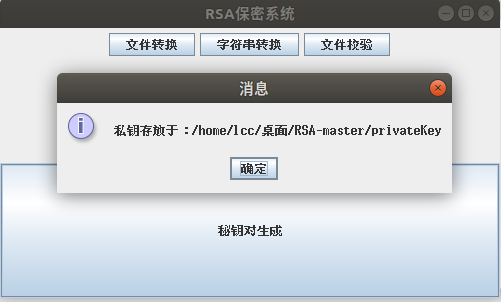 RSA保密系统
文件转换 字符串转换 文件校验
消息
私钥存放于：/home/lcc/桌面/RSA-master/privateKey
确定
秘钥对生成